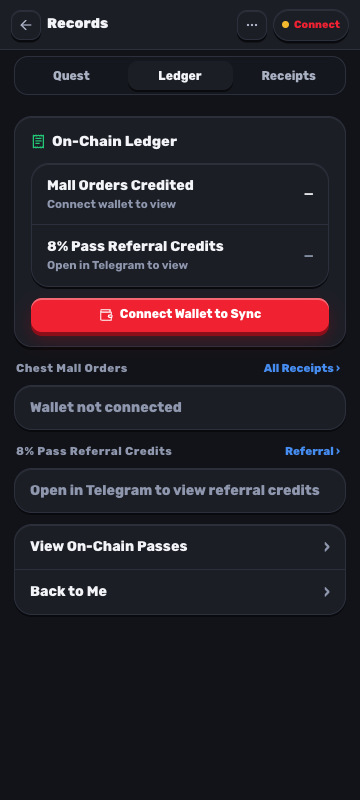 Records
Connect
Quest
Ledger
Receipts
On-Chain Ledger
Mall Orders Credited
Connect wallet to view
–
8% Pass Referral Credits
Open in Telegram to view
–
Connect Wallet to Sync
Chest Mall Orders
All Receipts ›
Wallet not connected
8% Pass Referral Credits
Referral ›
Open in Telegram to view referral credits
View On-Chain Passes ›
Back to Me ›